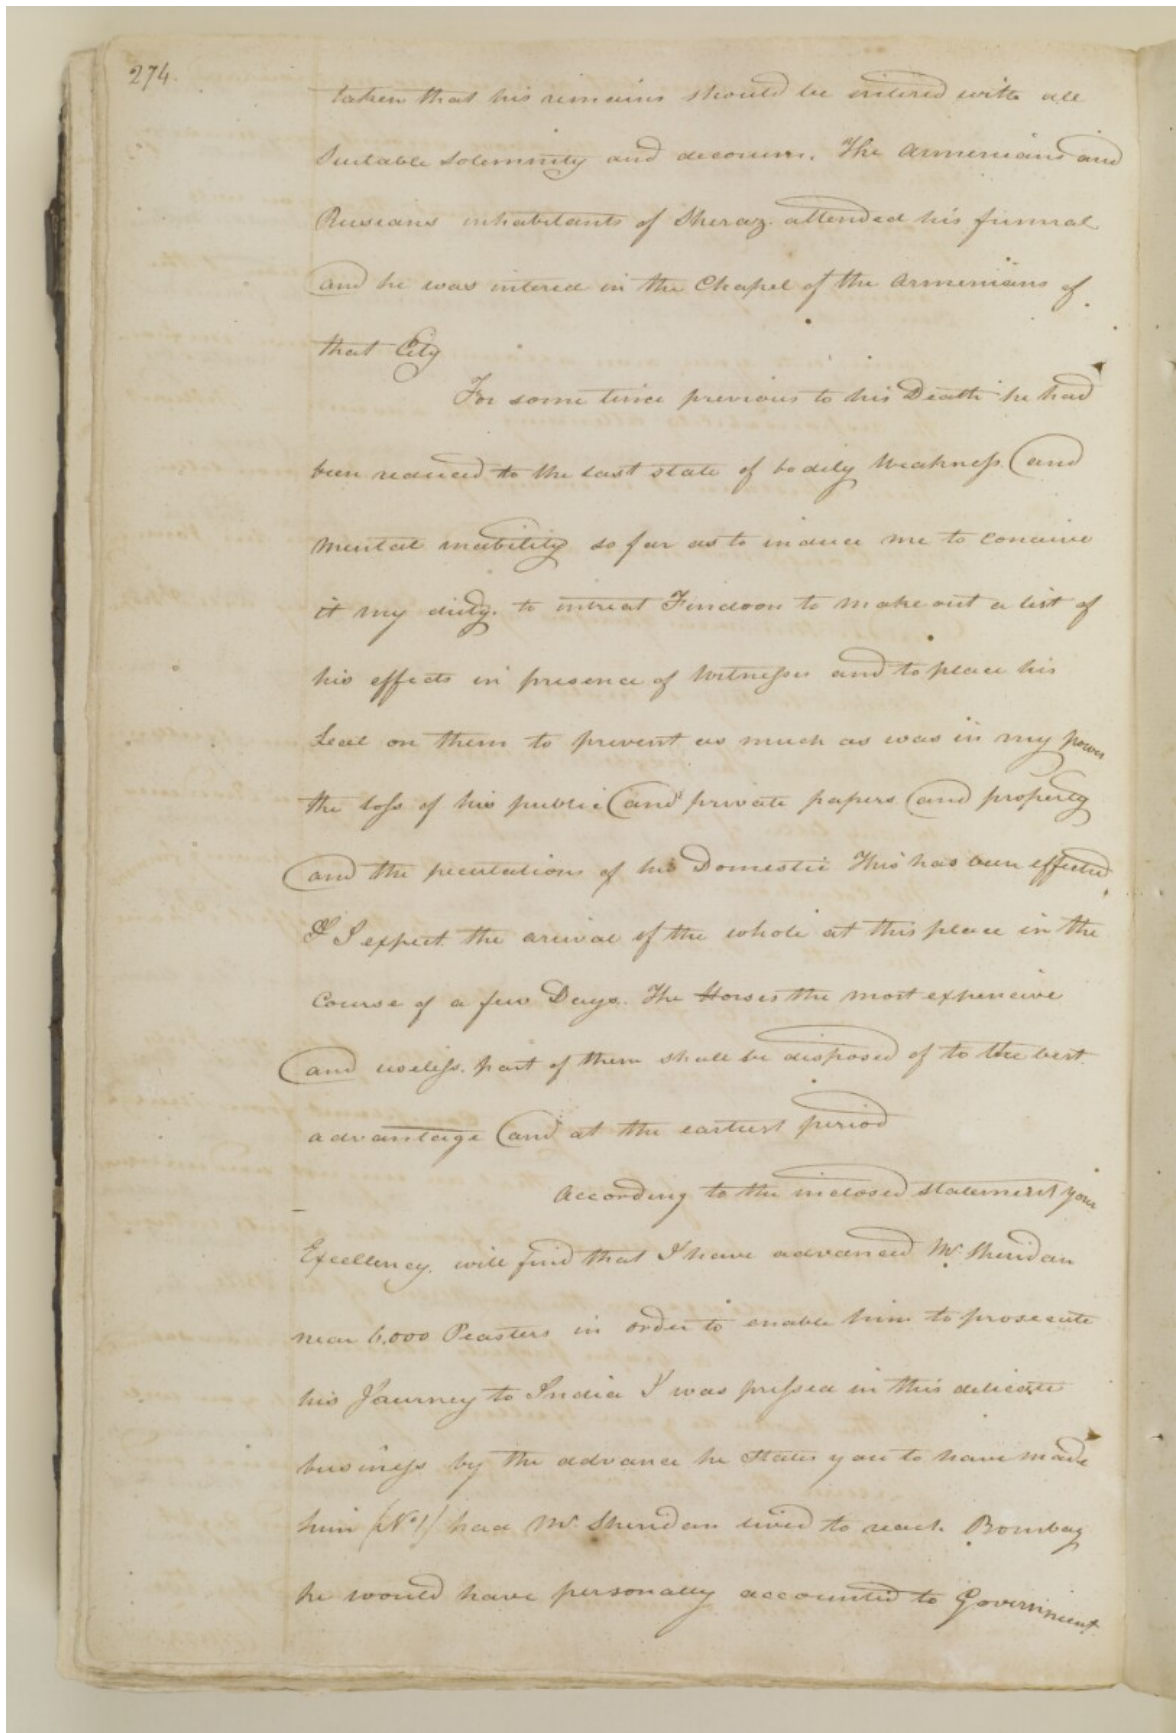 274.
taken that his remains should be intered with all
Suitable Solemnity and decorum. The Armenians and
Russians inhabitants of Sheraz attended his funeral
and he was intered in the Chapel of the Armenians of
that City
For some time previous to his Death he had
been reduced to the last state of bodily Weakness and
Mental inability so far as to induce me to Conceive
it my duty to intreat to make out a list of
his effects in presence of Witnesses and to place his
Seal on them to prevent as much as was in my power
the loss of his public and private papers and property
and the peculations of his Domestic This has been effected
& I expect the arival of the whole at this place in the
Course of a few Days. The Horses the most expencive
and useless part of them shall be disposed of to the best
advantage and at the earliest period
According to the inclosed statement your
Excellency will find that I have advanced Mr. Sheridan
near 6,000 Peasters in order to enable him to prosecute
his Journey to India I was pressed in this delicate
business by the advance he States you to have made
him (No. 1) had Mr. Sheridan lived to reach Bombay
he would have personally accounted to Government